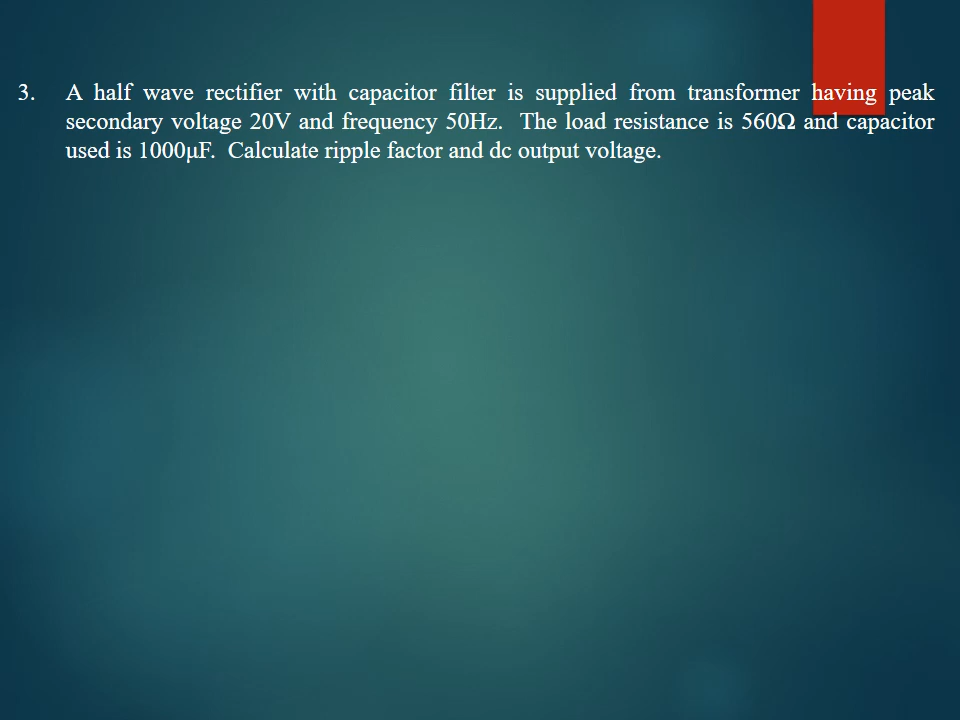 3. A half wave rectifier with capacitor filter is supplied from transformer having peak
secondary voltage 20V and frequency 50Hz. The load resistance is 560Ω and capacitor
used is 1000μF. Calculate ripple factor and dc output voltage.